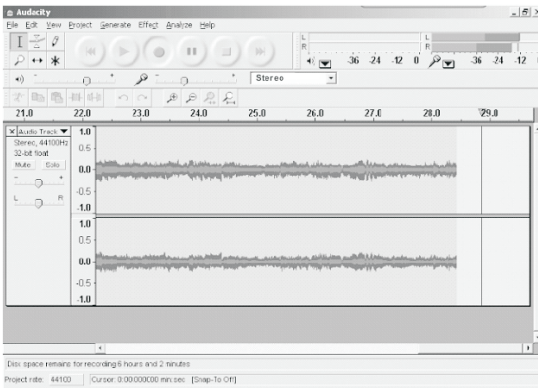 Audacity
File Edit View Project Generate Effect Analyze Help
L
R
-36 -24 -12 0
L
R
-36 -24 -12
- +
- +
Stereo
21.0 22.0 23.0 24.0 25.0 26.0 27.0 28.0 29.0
X Audio Track
Stereo, 44100Hz
32-bit float
Mute Solo
- +
L R
1.0
0.5
0.0
-0.5
-1.0
1.0
0.5
0.0
-0.5
-1.0
Disk space remains for recording 6 hours and 2 minutes
Project rate: 44100 Cursor: 0:00.000000 min:sec [Snap-To Off]